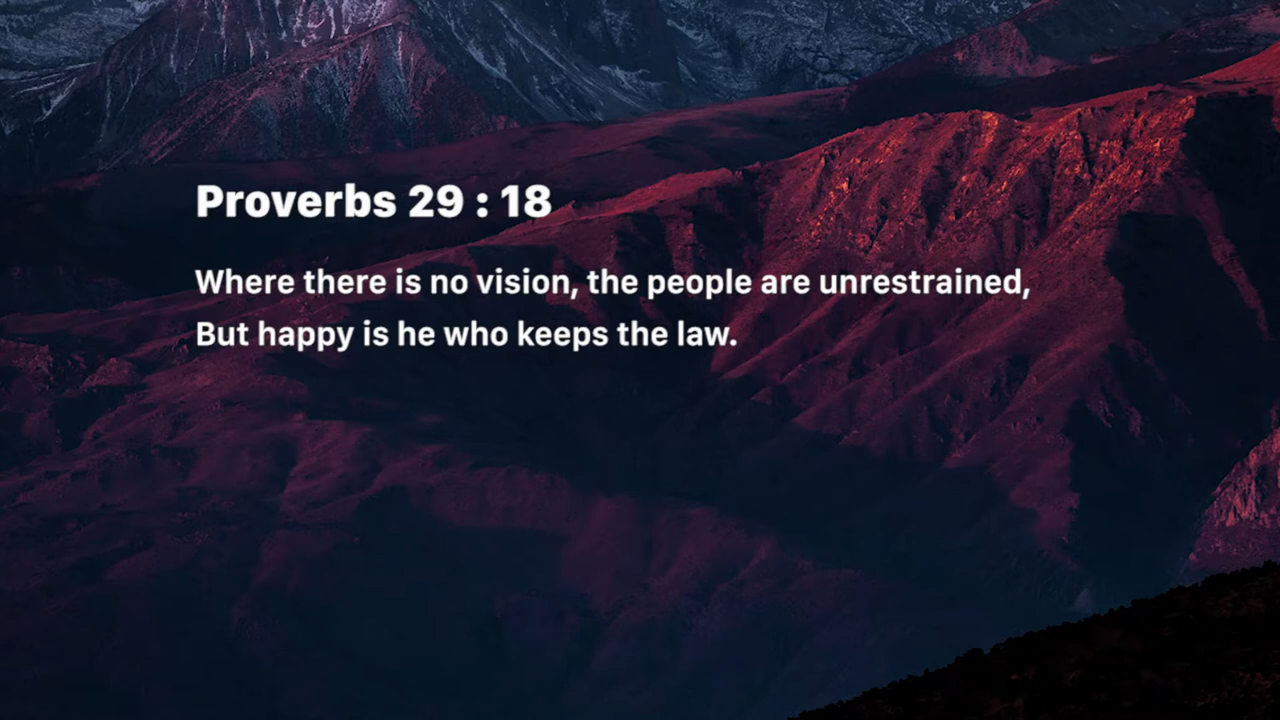 Proverbs 29 : 18
Where there is no vision, the people are unrestrained,
But happy is he who keeps the law.